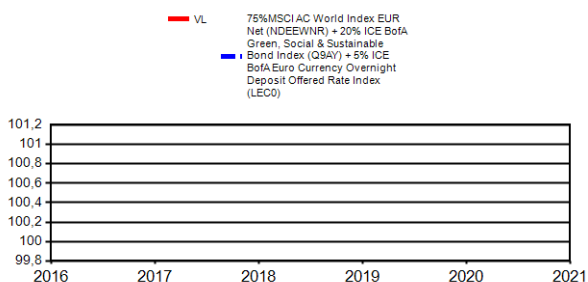 VL
75%MSCI AC World Index EUR
Net (NDEEWNR) + 20% ICE BofA
Green, Social & Sustainable
Bond Index (Q9AY) + 5% ICE
BofA Euro Currency Overnight
Deposit Offered Rate Index
(LEC0)
101,2
101
100,8
100,6
100,4
100,2
100
99,8
2016 2017 2018 2019 2020 2021